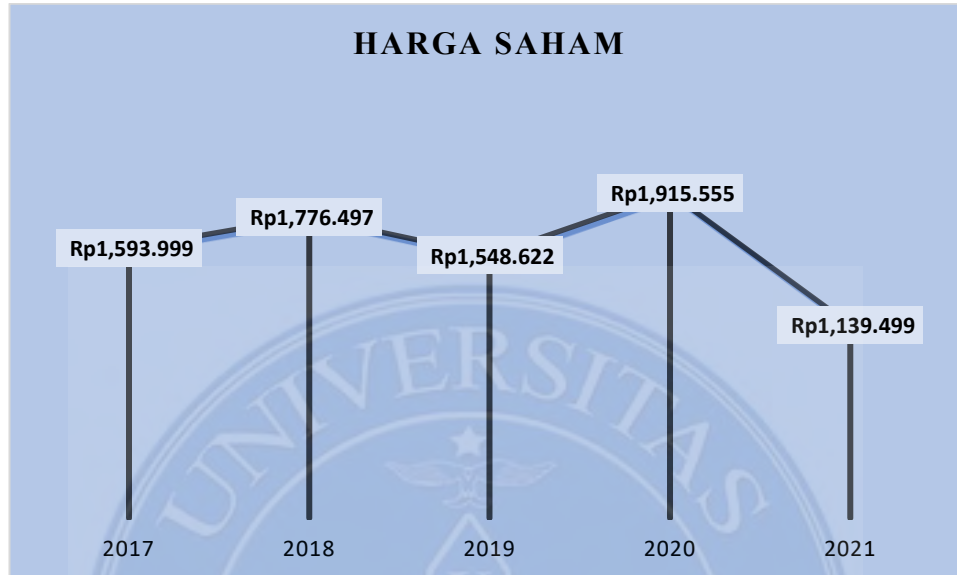 HARGA SAHAM
Rp1,915.555
Rp1,776.497
Rp1,593.999
Rp1,548.622
Rp1,139.499
UNIVERSITAS
2017 2018 2019 2020 2021